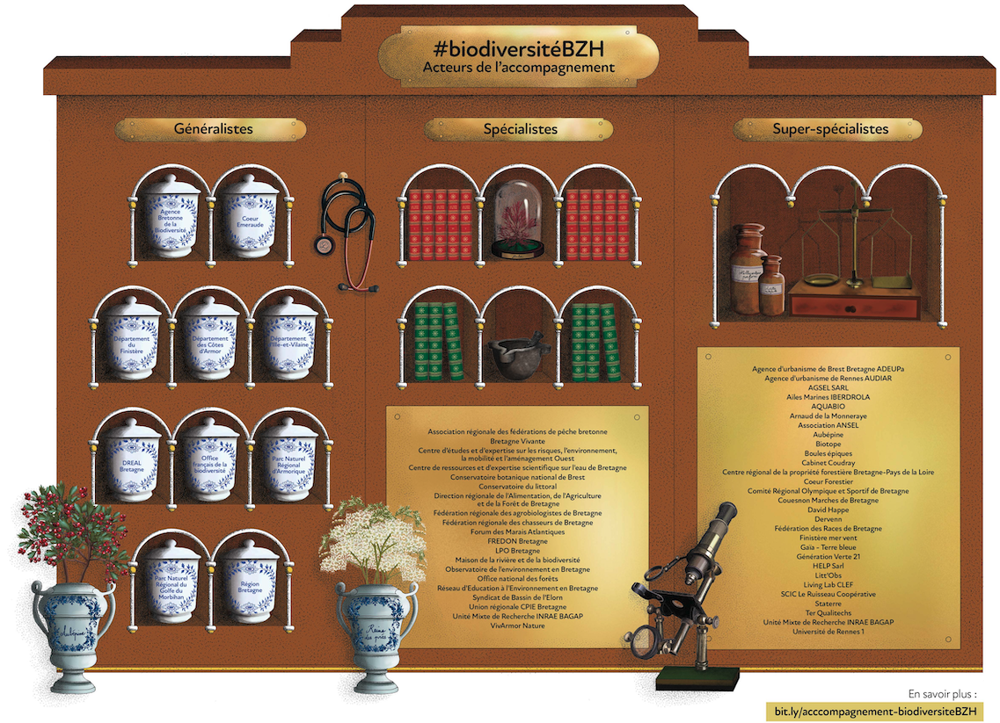 #biodiversitéBZH
Acteurs de l'accompagnement
Généralistes
Agence
Bretonne
de la
Biodiversité
Coeur
Emeraude
Département
du
Finistère
Département
des Côtes
d'Armor
Département
d'Ille-et-Vilaine
DREAL
Bretagne
Office
français de la
biodiversité
Parc Naturel
Régional
d'Armorique
Parc Naturel
Régional du
Golfe du
Morbihan
Région
Bretagne
Aubépine
Spécialistes
Association régionale des fédérations de pêche bretonne
Bretagne Vivante
Centre d'études et d'expertise sur les risques, l'environnement,
la mobilité et l'aménagement Ouest
Centre de ressources et d'expertise scientifique sur l'eau de Bretagne
Conservatoire botanique national de Brest
Conservatoire du littoral
Direction régionale de l'Alimentation, de l'Agriculture
et de la Forêt de Bretagne
Fédération régionale des agrobiologistes de Bretagne
Fédération régionale des chasseurs de Bretagne
Forum des Marais Atlantiques
FREDON Bretagne
LPO Bretagne
Maison de la rivière et de la biodiversité
Observatoire de l'environnement en Bretagne
Office national des forêts
Réseau d'Education à l'Environnement en Bretagne
Syndicat de Bassin de l'Elorn
Union régionale CPIE Bretagne
Unité Mixte de Recherche INRAE BAGAP
VivArmor Nature
Reine
des prés
Super-spécialistes
Agence d'urbanisme de Brest Bretagne ADEUPa
Agence d'urbanisme de Rennes AUDIAR
AGSEL SARL
Ailes Marines IBERDROLA
AQUABIO
Arnaud de la Monneraye
Association ANSEL
Aubépine
Biotope
Boules épiques
Cabinet Coudray
Centre régional de la propriété forestière Bretagne-Pays de la Loire
Coeur Forestier
Comité Régional Olympique et Sportif de Bretagne
Couesnon Marches de Bretagne
David Happe
Dervenn
Fédération des Races de Bretagne
Finistère mer vent
Gaïa - Terre bleue
Génération Verte 21
HELP Sarl
Litt'Obs
Living Lab CLEF
SCIC Le Ruisseau Coopérative
Staterre
Ter Qualitechs
Unité Mixte de Recherche INRAE BAGAP
Université de Rennes 1
En savoir plus :
bit.ly/acccompagnement-biodiversiteBZH